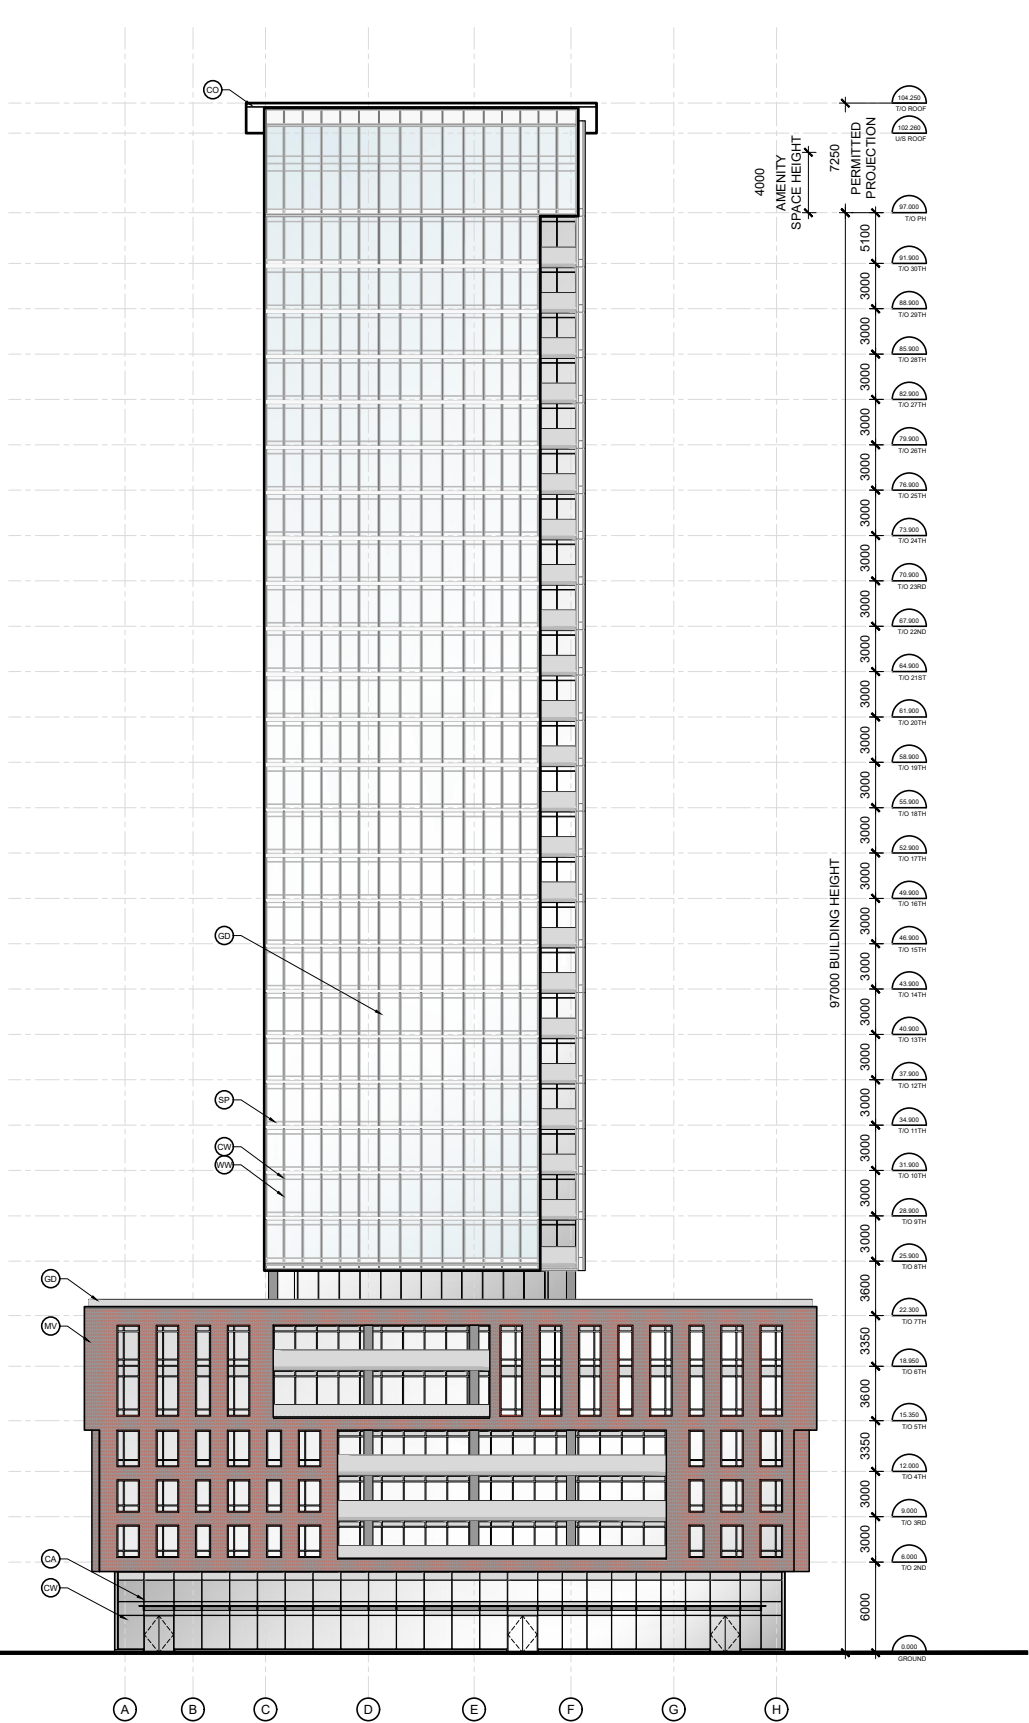 CO
104.250
T/O ROOF
102.260
U/S ROOF
7250
PERMITTED
PROJECTION
4000
AMENITY
SPACE HEIGHT
97.000
T/O PH
5100
91.900
T/O 30TH
3000
88.900
T/O 29TH
3000
85.900
T/O 28TH
3000
82.900
T/O 27TH
3000
79.900
T/O 26TH
3000
76.900
T/O 25TH
3000
73.900
T/O 24TH
3000
70.900
T/O 23RD
3000
67.900
T/O 22ND
3000
64.900
T/O 21ST
3000
61.900
T/O 20TH
3000
58.900
T/O 19TH
3000
55.900
T/O 18TH
3000
52.900
T/O 17TH
3000
97000 BUILDING HEIGHT
49.900
T/O 16TH
3000
GD
46.900
T/O 15TH
3000
43.900
T/O 14TH
3000
40.900
T/O 13TH
3000
37.900
T/O 12TH
3000
SP
34.900
T/O 11TH
3000
CW
WW
31.900
T/O 10TH
3000
28.900
T/O 9TH
3000
25.900
T/O 8TH
3600
GD
22.300
T/O 7TH
MV
3350
18.950
T/O 6TH
3600
15.350
T/O 5TH
3350
12.000
T/O 4TH
3000
9.000
T/O 3RD
3000
CA
6.000
T/O 2ND
CW
6000
0.000
GROUND
A B C D E F G H